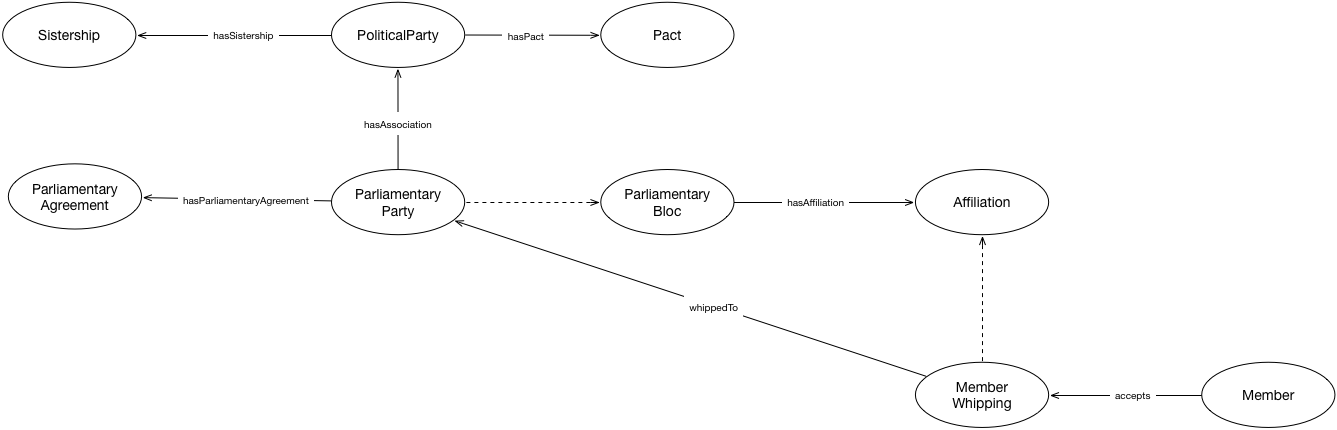 Sistership
hasSistership
PoliticalParty
hasPact
Pact
hasAssociation
Parliamentary
Agreement
hasParliamentaryAgreement
Parliamentary
Party
Parliamentary
Bloc
hasAffiliation
Affiliation
whippedTo
Member
Whipping
accepts
Member